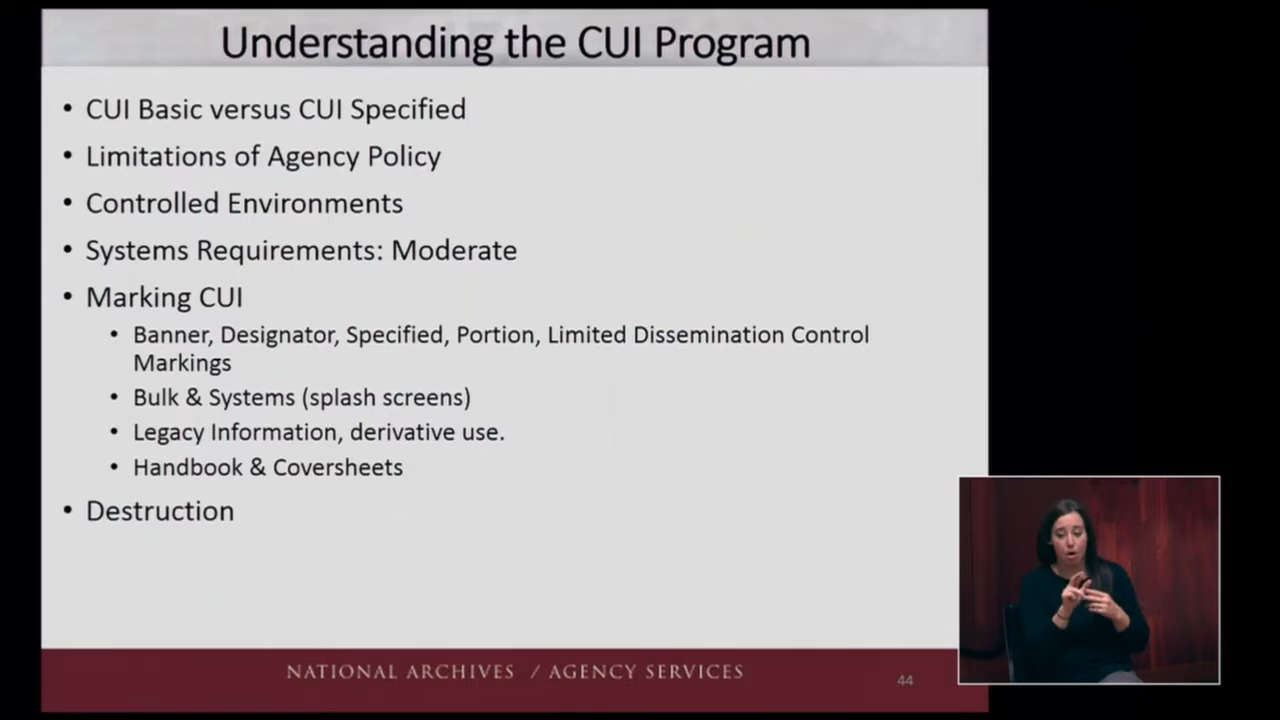 Understanding the CUI Program
• CUI Basic versus CUI Specified
• Limitations of Agency Policy
• Controlled Environments
• Systems Requirements: Moderate
• Marking CUI
• Banner, Designator, Specified, Portion, Limited Dissemination Control
Markings
• Bulk & Systems (splash screens)
• Legacy Information, derivative use.
• Handbook & Coversheets
• Destruction
NATIONAL ARCHIVES / AGENCY SERVICES
44